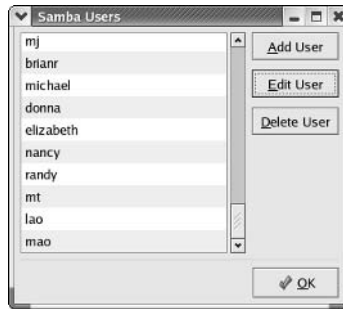 Samba Users
mj
brianr
michael
donna
elizabeth
nancy
randy
mt
lao
mao
Add User
Edit User
Delete User
OK